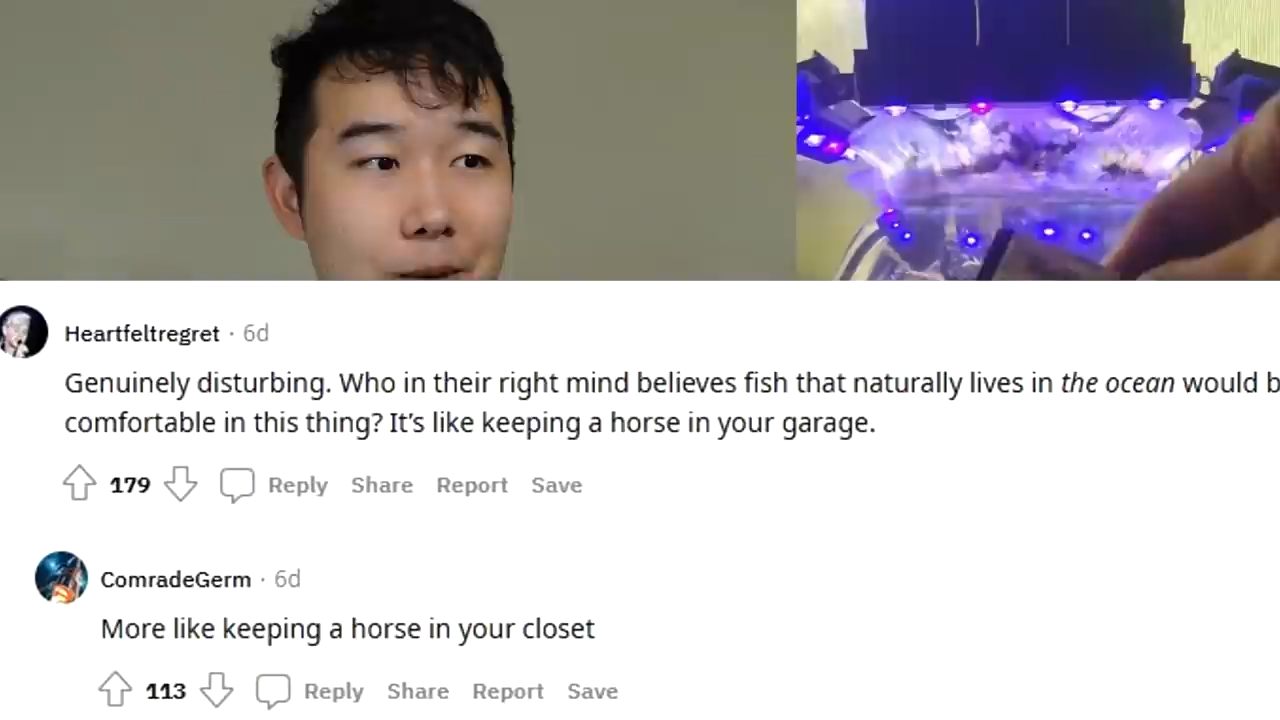 Heartfeltregret · 6d
Genuinely disturbing. Who in their right mind believes fish that naturally lives in the ocean would b
comfortable in this thing? It’s like keeping a horse in your garage.
179 Reply Share Report Save
ComradeGerm · 6d
More like keeping a horse in your closet
113 Reply Share Report Save